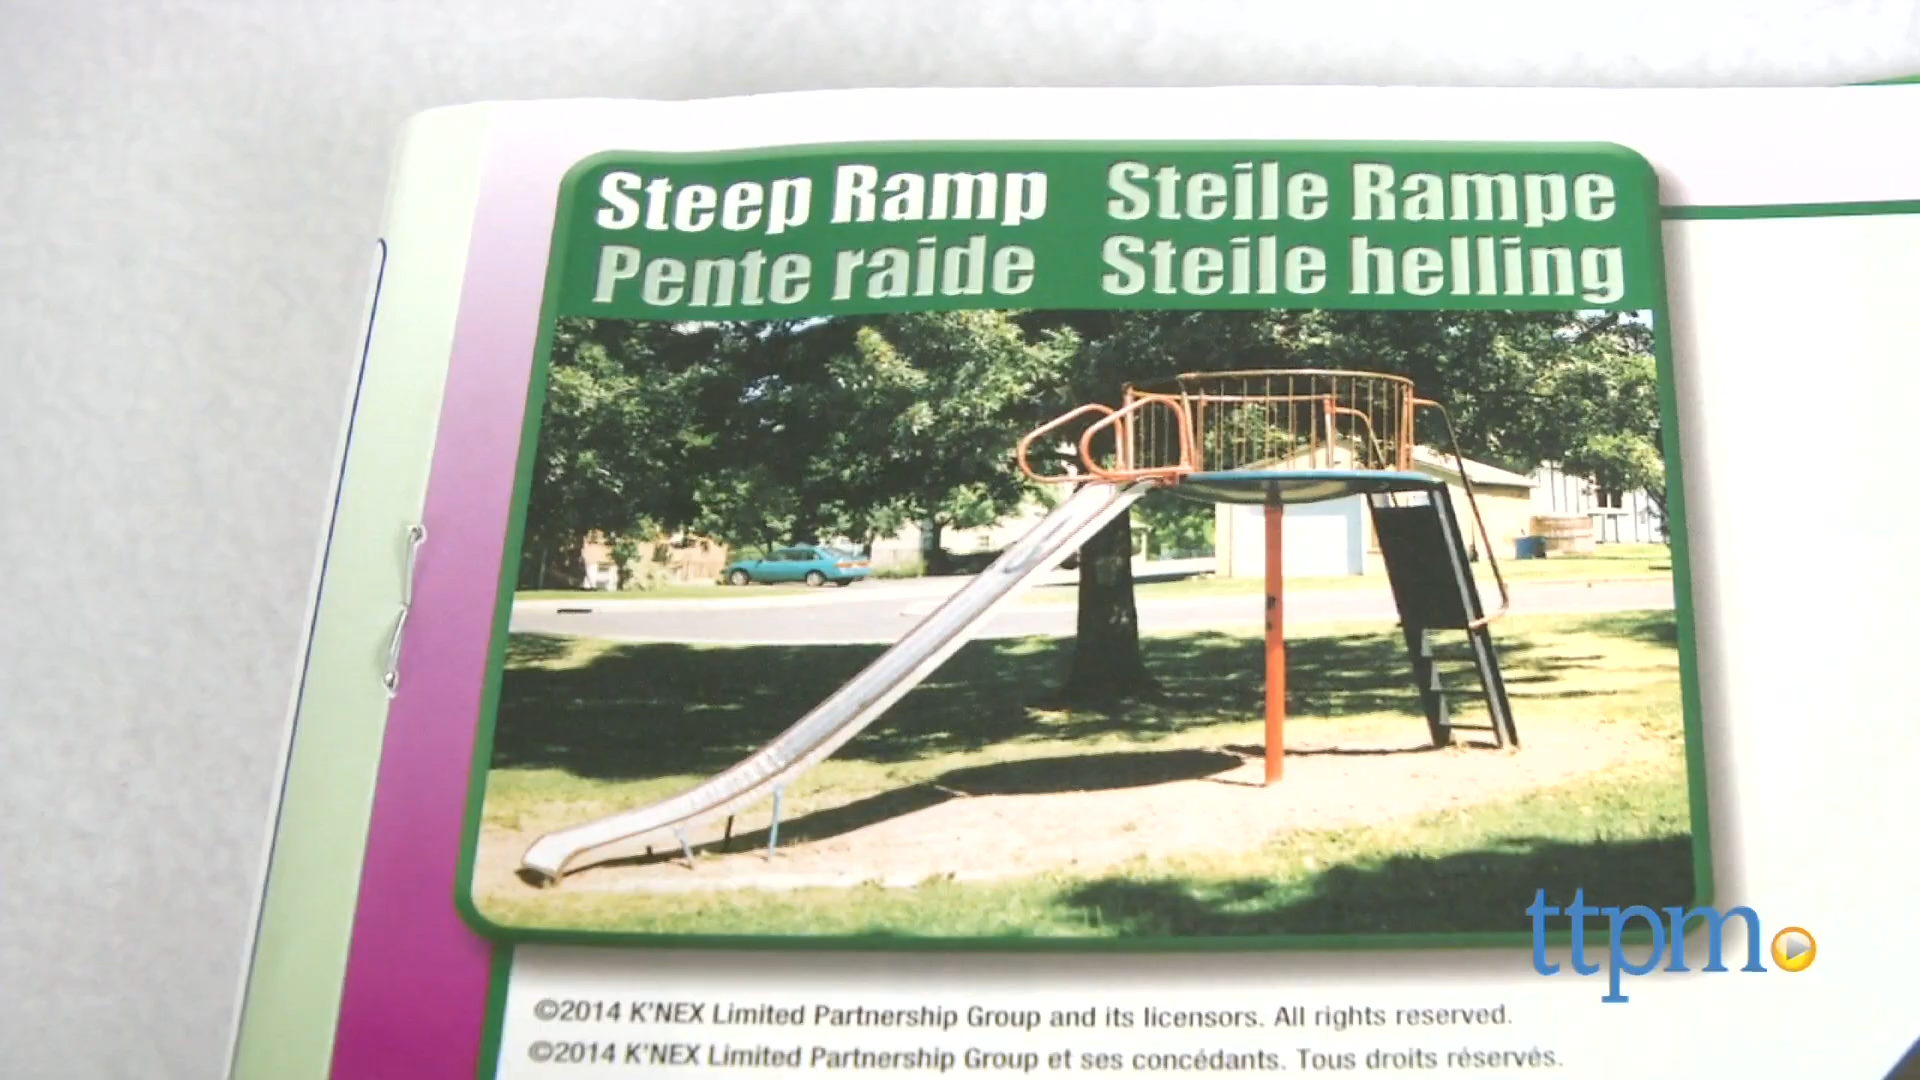 Steep Ramp Steile Rampe
Pente raide Steile helling
ttpm
©2014 K'NEX Limited Partnership Group and its licensors. All rights reserved.
©2014 K'NEX Limited Partnership Group et ses concédants. Tous droits réservés.